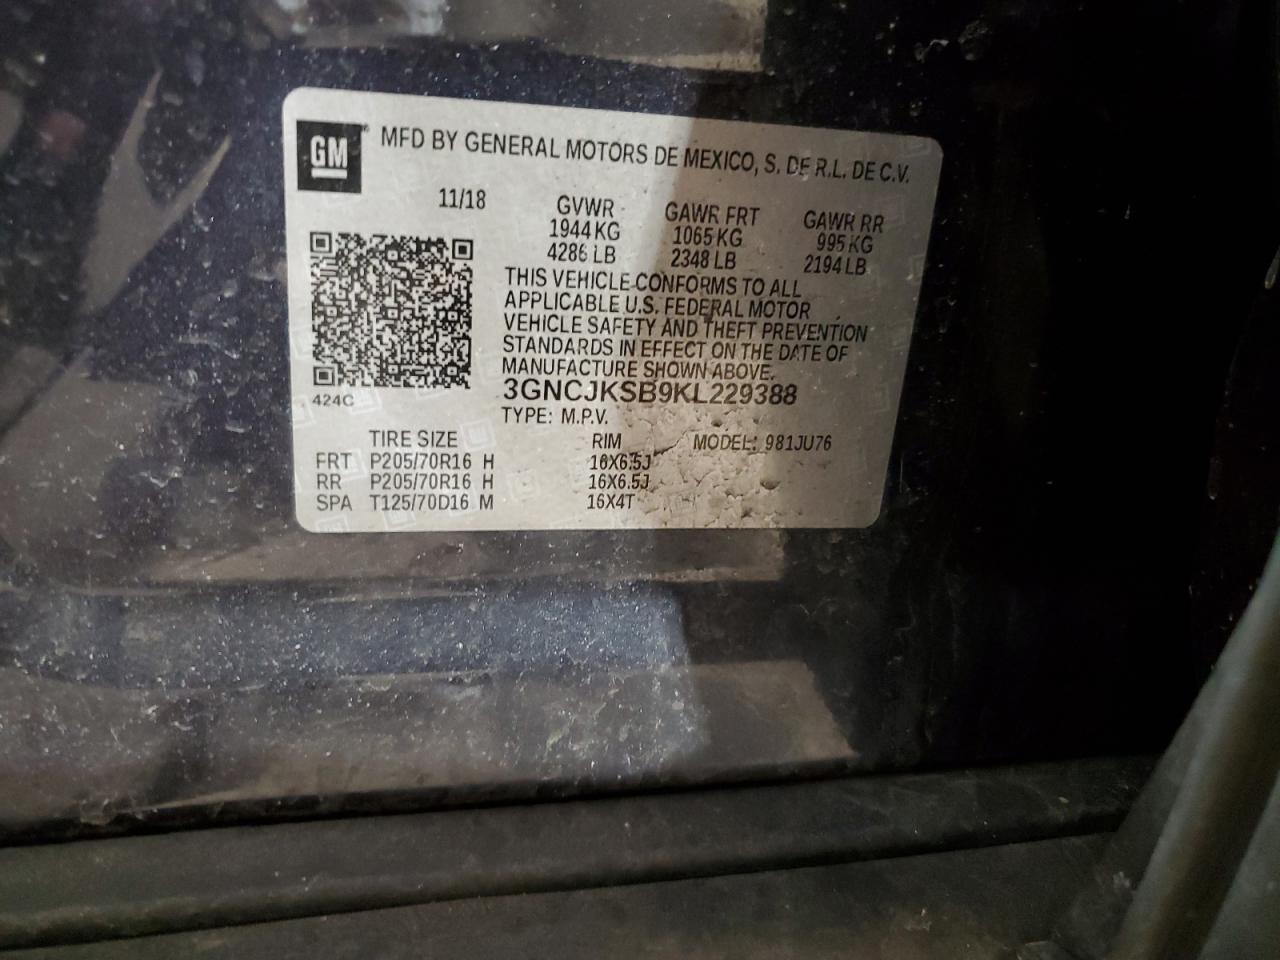 GM ® MFD BY GENERAL MOTORS DE MEXICO, S. DE R.L. DE C.V.
11/18
GVWR GAWR FRT GAWR RR
1944 KG 1065 KG 995 KG
4286 LB 2348 LB 2194 LB
THIS VEHICLE CONFORMS TO ALL
APPLICABLE U.S. FEDERAL MOTOR
VEHICLE SAFETY AND THEFT PREVENTION
STANDARDS IN EFFECT ON THE DATE OF
MANUFACTURE SHOWN ABOVE.
3GNCJKSB9KL229388
424C
TYPE: M.P.V.
TIRE SIZE RIM MODEL: 981JU76
FRT P205/70R16 H 16X6.5J
RR P205/70R16 H 16X6.5J
SPA T125/70D16 M 16X4T